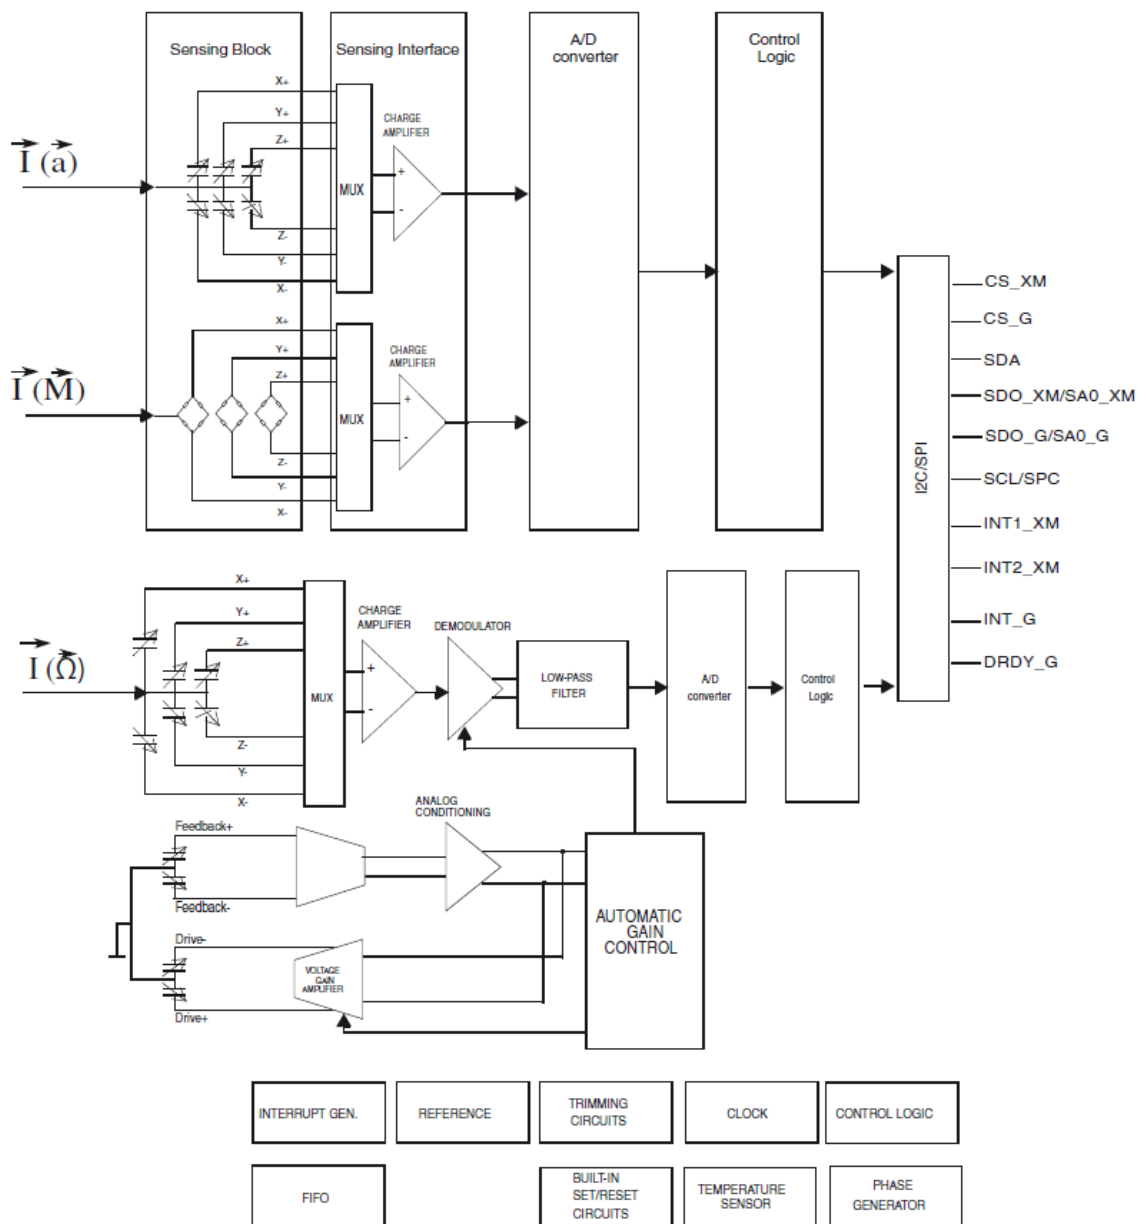 Sensing Block
Sensing Interface
A/D
converter
Control
Logic
X+
Y+
Z+
CHARGE
AMPLIFIER
I (a)
MUX
+
-
Z-
Y-
X-
CS_XM
CS_G
SDA
SDO_XM/SA0_XM
SDO_G/SA0_G
SCL/SPC
INT1_XM
INT2_XM
INT_G
DRDY_G
I2C/SPI
X+
Y+
Z+
CHARGE
AMPLIFIER
I (M)
MUX
+
-
Z-
Y-
X-
X+
Y+
Z+
CHARGE
AMPLIFIER
DEMODULATOR
I (Ω)
MUX
+
-
LOW-PASS
FILTER
A/D
converter
Control
Logic
Z-
Y-
X-
ANALOG
CONDITIONING
Feedback+
Feedback-
Drive-
VOLTAGE
GAIN
AMPLIFIER
Drive+
AUTOMATIC
GAIN
CONTROL
INTERRUPT GEN.
REFERENCE
TRIMMING
CIRCUITS
CLOCK
CONTROL LOGIC
FIFO
BUILT-IN
SET/RESET
CIRCUITS
TEMPERATURE
SENSOR
PHASE
GENERATOR